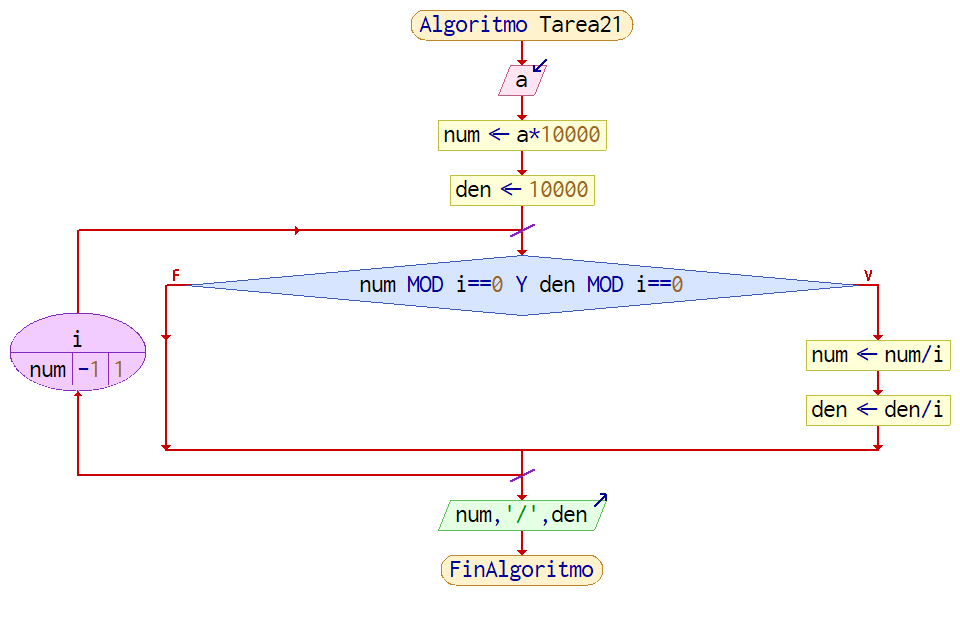 Algoritmo Tarea21
a
num ← a*10000
den ← 10000
F
num MOD i==0 Y den MOD i==0
V
i
num -1 1
num ← num/i
den ← den/i
num,'/',den
FinAlgoritmo